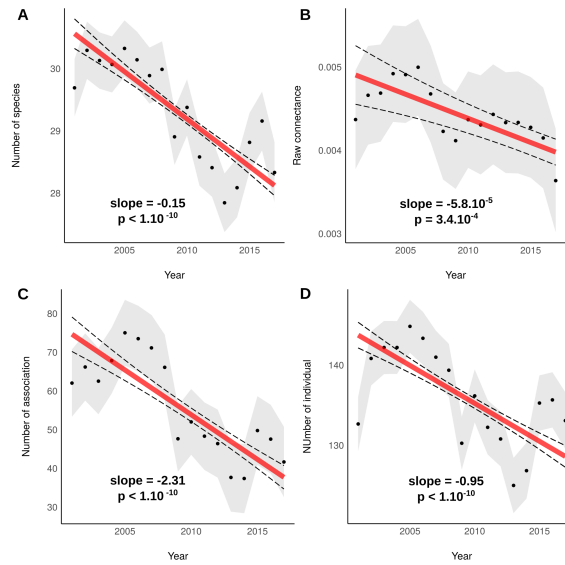 A
Number of species
30
29
28
slope = -0.15
p < 1.10 -10
2005
2010
2015
Year
B
Raw connectance
0.005
0.004
0.003
slope = -5.8.10-5
p = 3.4.10-4
2005
2010
2015
Year
C
Number of association
80
70
60
50
40
30
slope = -2.31
p < 1.10 -10
2005
2010
2015
Year
D
NUmber of individual
140
130
slope = -0.95
p < 1.10-10
2005
2010
2015
Year